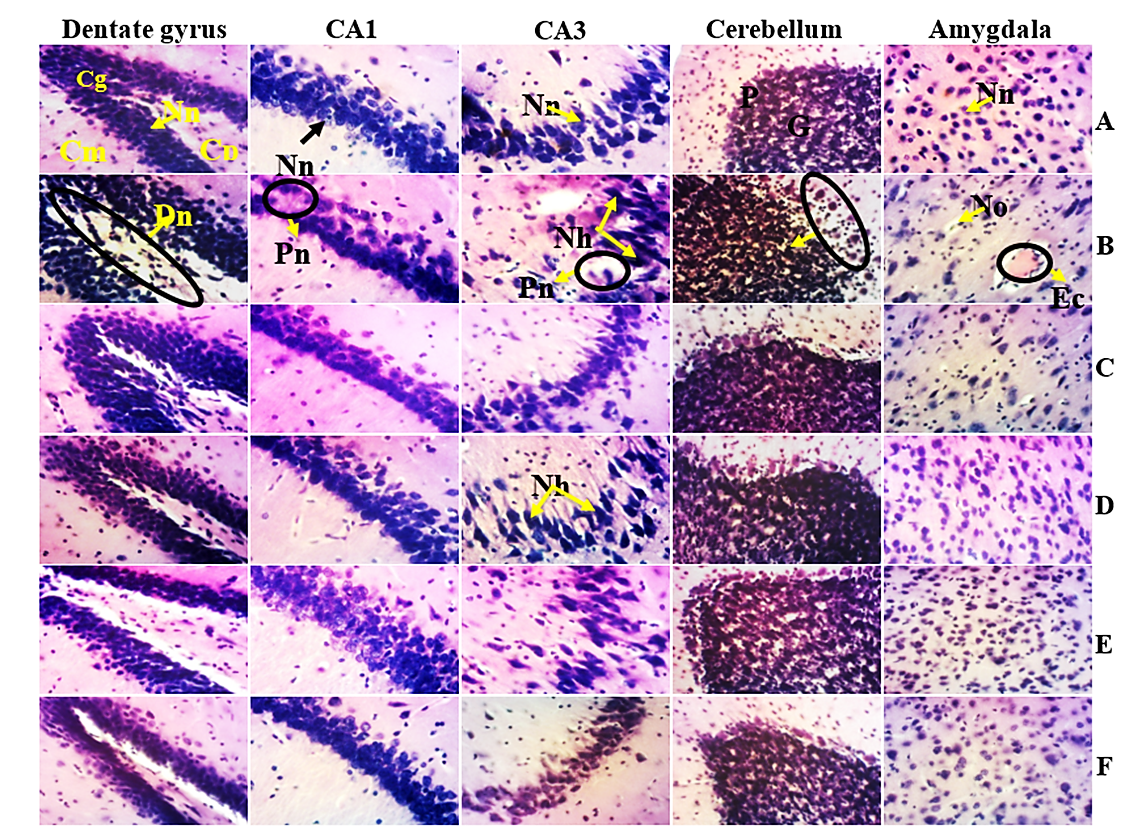 Dentate gyrus CA1 CA3 Cerebellum Amygdala
Cg Nn Cm Cp Nn Nn P G Nn A
Dn Pn Nh Pn No Ec B
C
Nh D
E
F